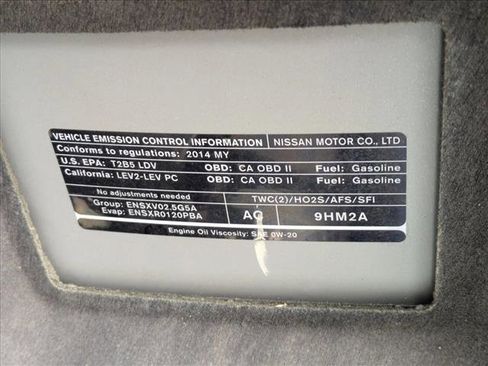 VEHICLE EMISSION CONTROL INFORMATION NISSAN MOTOR CO., LTD
Conforms to regulations: 2014 MY
U.S. EPA: T2B5 LDV OBD: CA OBD II Fuel: Gasoline
California: LEV2-LEV PC OBD: CA OBD II Fuel: Gasoline
No adjustments needed TWC(2)/HO2S/AFS/SFI
Group: ENSXV02.5G5A
Evap: ENSXR0120PBA
AG 9HM2A
Engine Oil Viscosity: SAE 0W-20